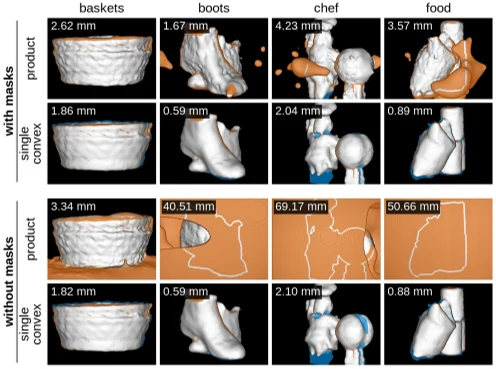 baskets boots chef food
with masks
product
2.62 mm 1.67 mm 4.23 mm 3.57 mm
single
convex
1.86 mm 0.59 mm 2.04 mm 0.89 mm
without masks
product
3.34 mm 40.51 mm 69.17 mm 50.66 mm
single
convex
1.82 mm 0.59 mm 2.10 mm 0.88 mm